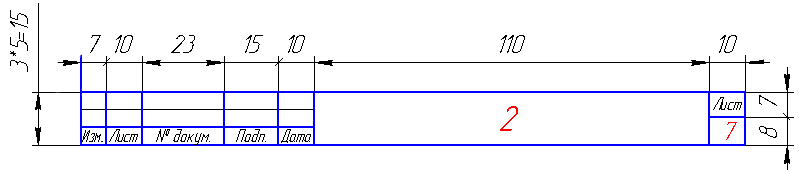 3*5=15
7 10 23 15 10 110 10
Лист 7
2
7 8
Изм. Лист № докум. Подп. Дата